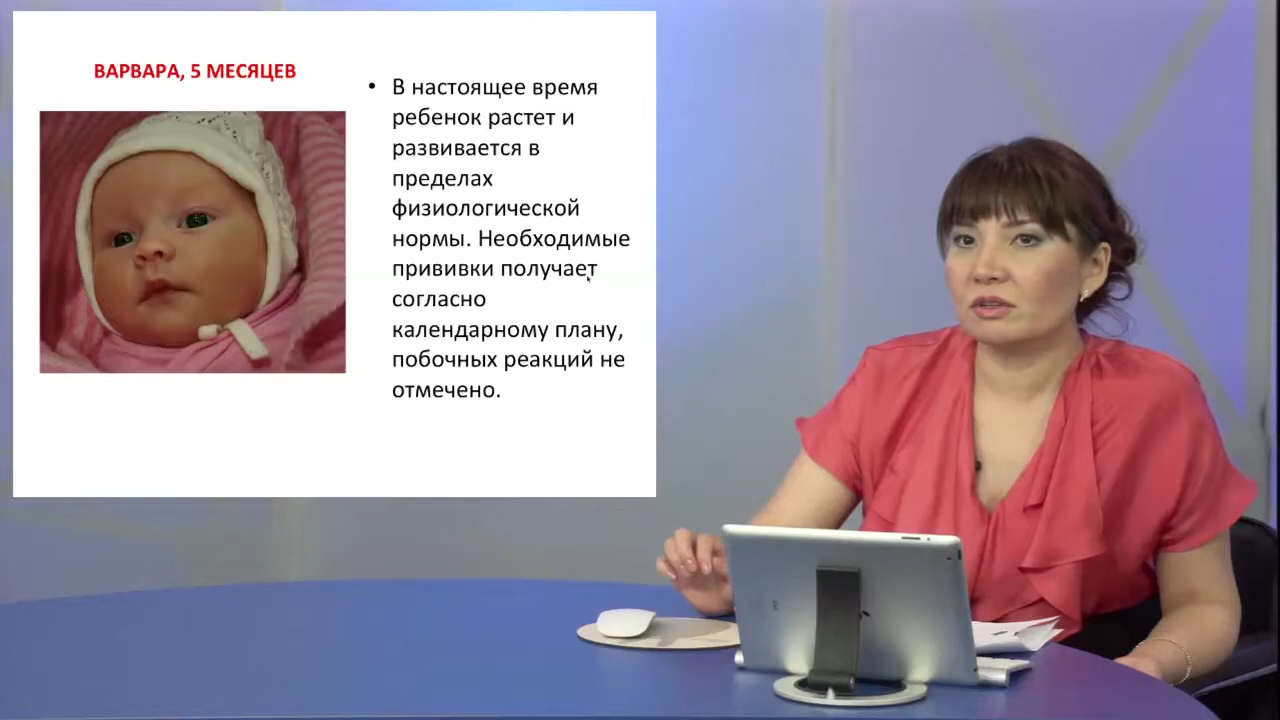 ВАРВАРА, 5 МЕСЯЦЕВ
• В настоящее время
ребенок растет и
развивается в
пределах
физиологической
нормы. Необходимые
прививки получает
согласно
календарному плану,
побочных реакций не
отмечено.